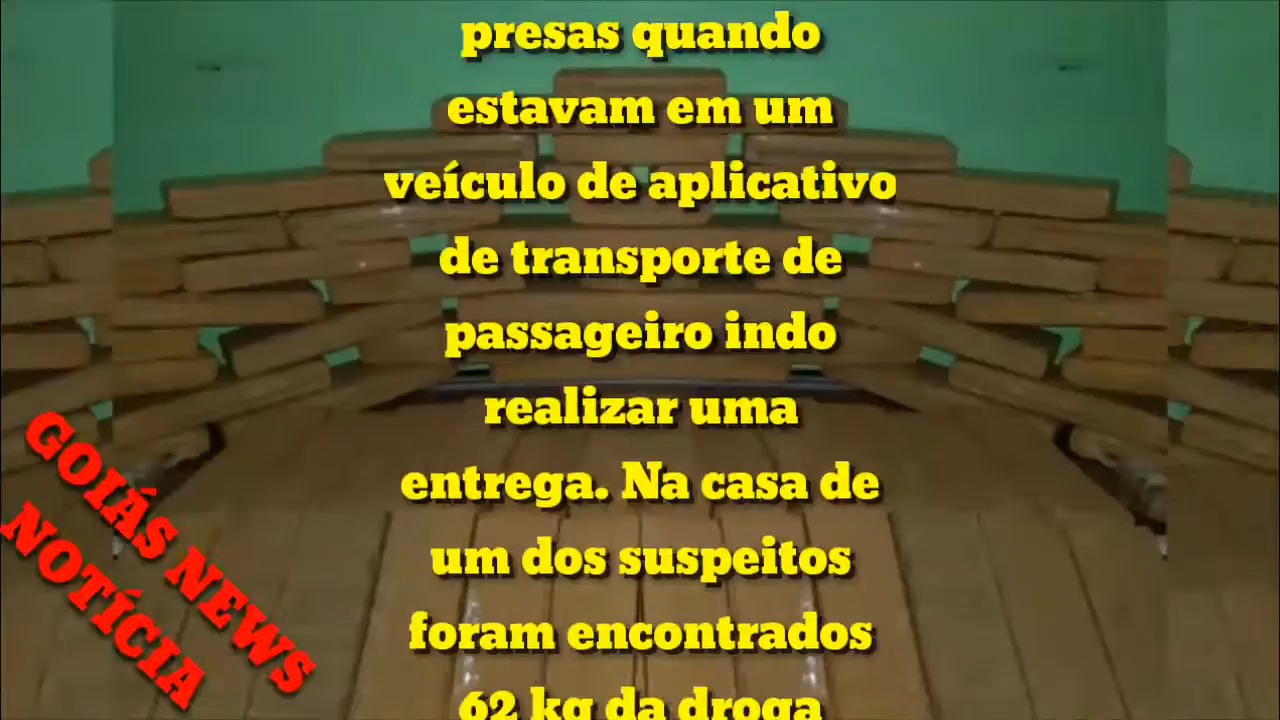 presas quando
estavam em um
veículo de aplicativo
de transporte de
passageiro indo
realizar uma
entrega. Na casa de
um dos suspeitos
foram encontrados
62 kg da droga
GOIÁS NEWS
NOTÍCIA